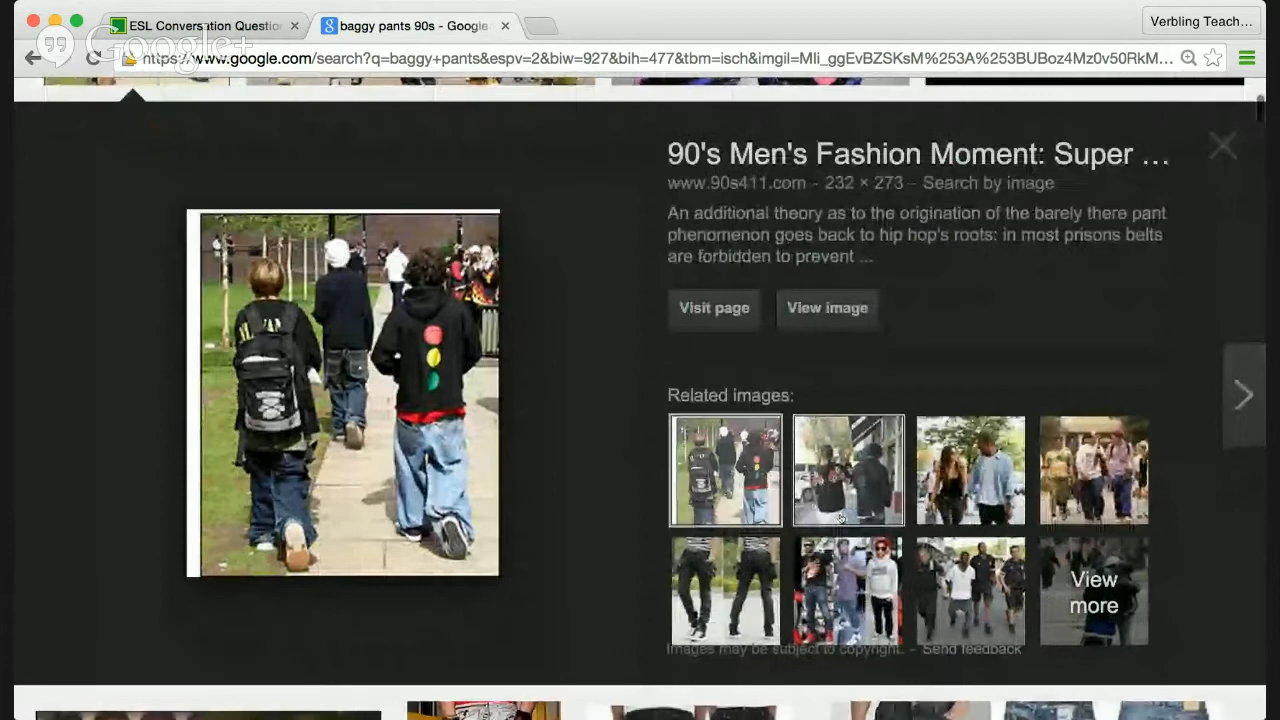 ESL Conversation Question
baggy pants 90s - Google
Verbling Teach...
Google+
https://www.google.com/search?q=baggy+pants&espv=2&biw=927&bih=477&tbm=isch&imgil=MIi_ggEvBZSKsM%253A%253BUBoz4Mz0v50RkM...
90's Men's Fashion Moment: Super ...
www.90s411.com - 232 × 273 - Search by image
An additional theory as to the origination of the barely there pant
phenomenon goes back to hip hop's roots: in most prisons belts
are forbidden to prevent ...
Visit page
View image
Related images:
View
more
Images may be subject to copyright. - Send feedback